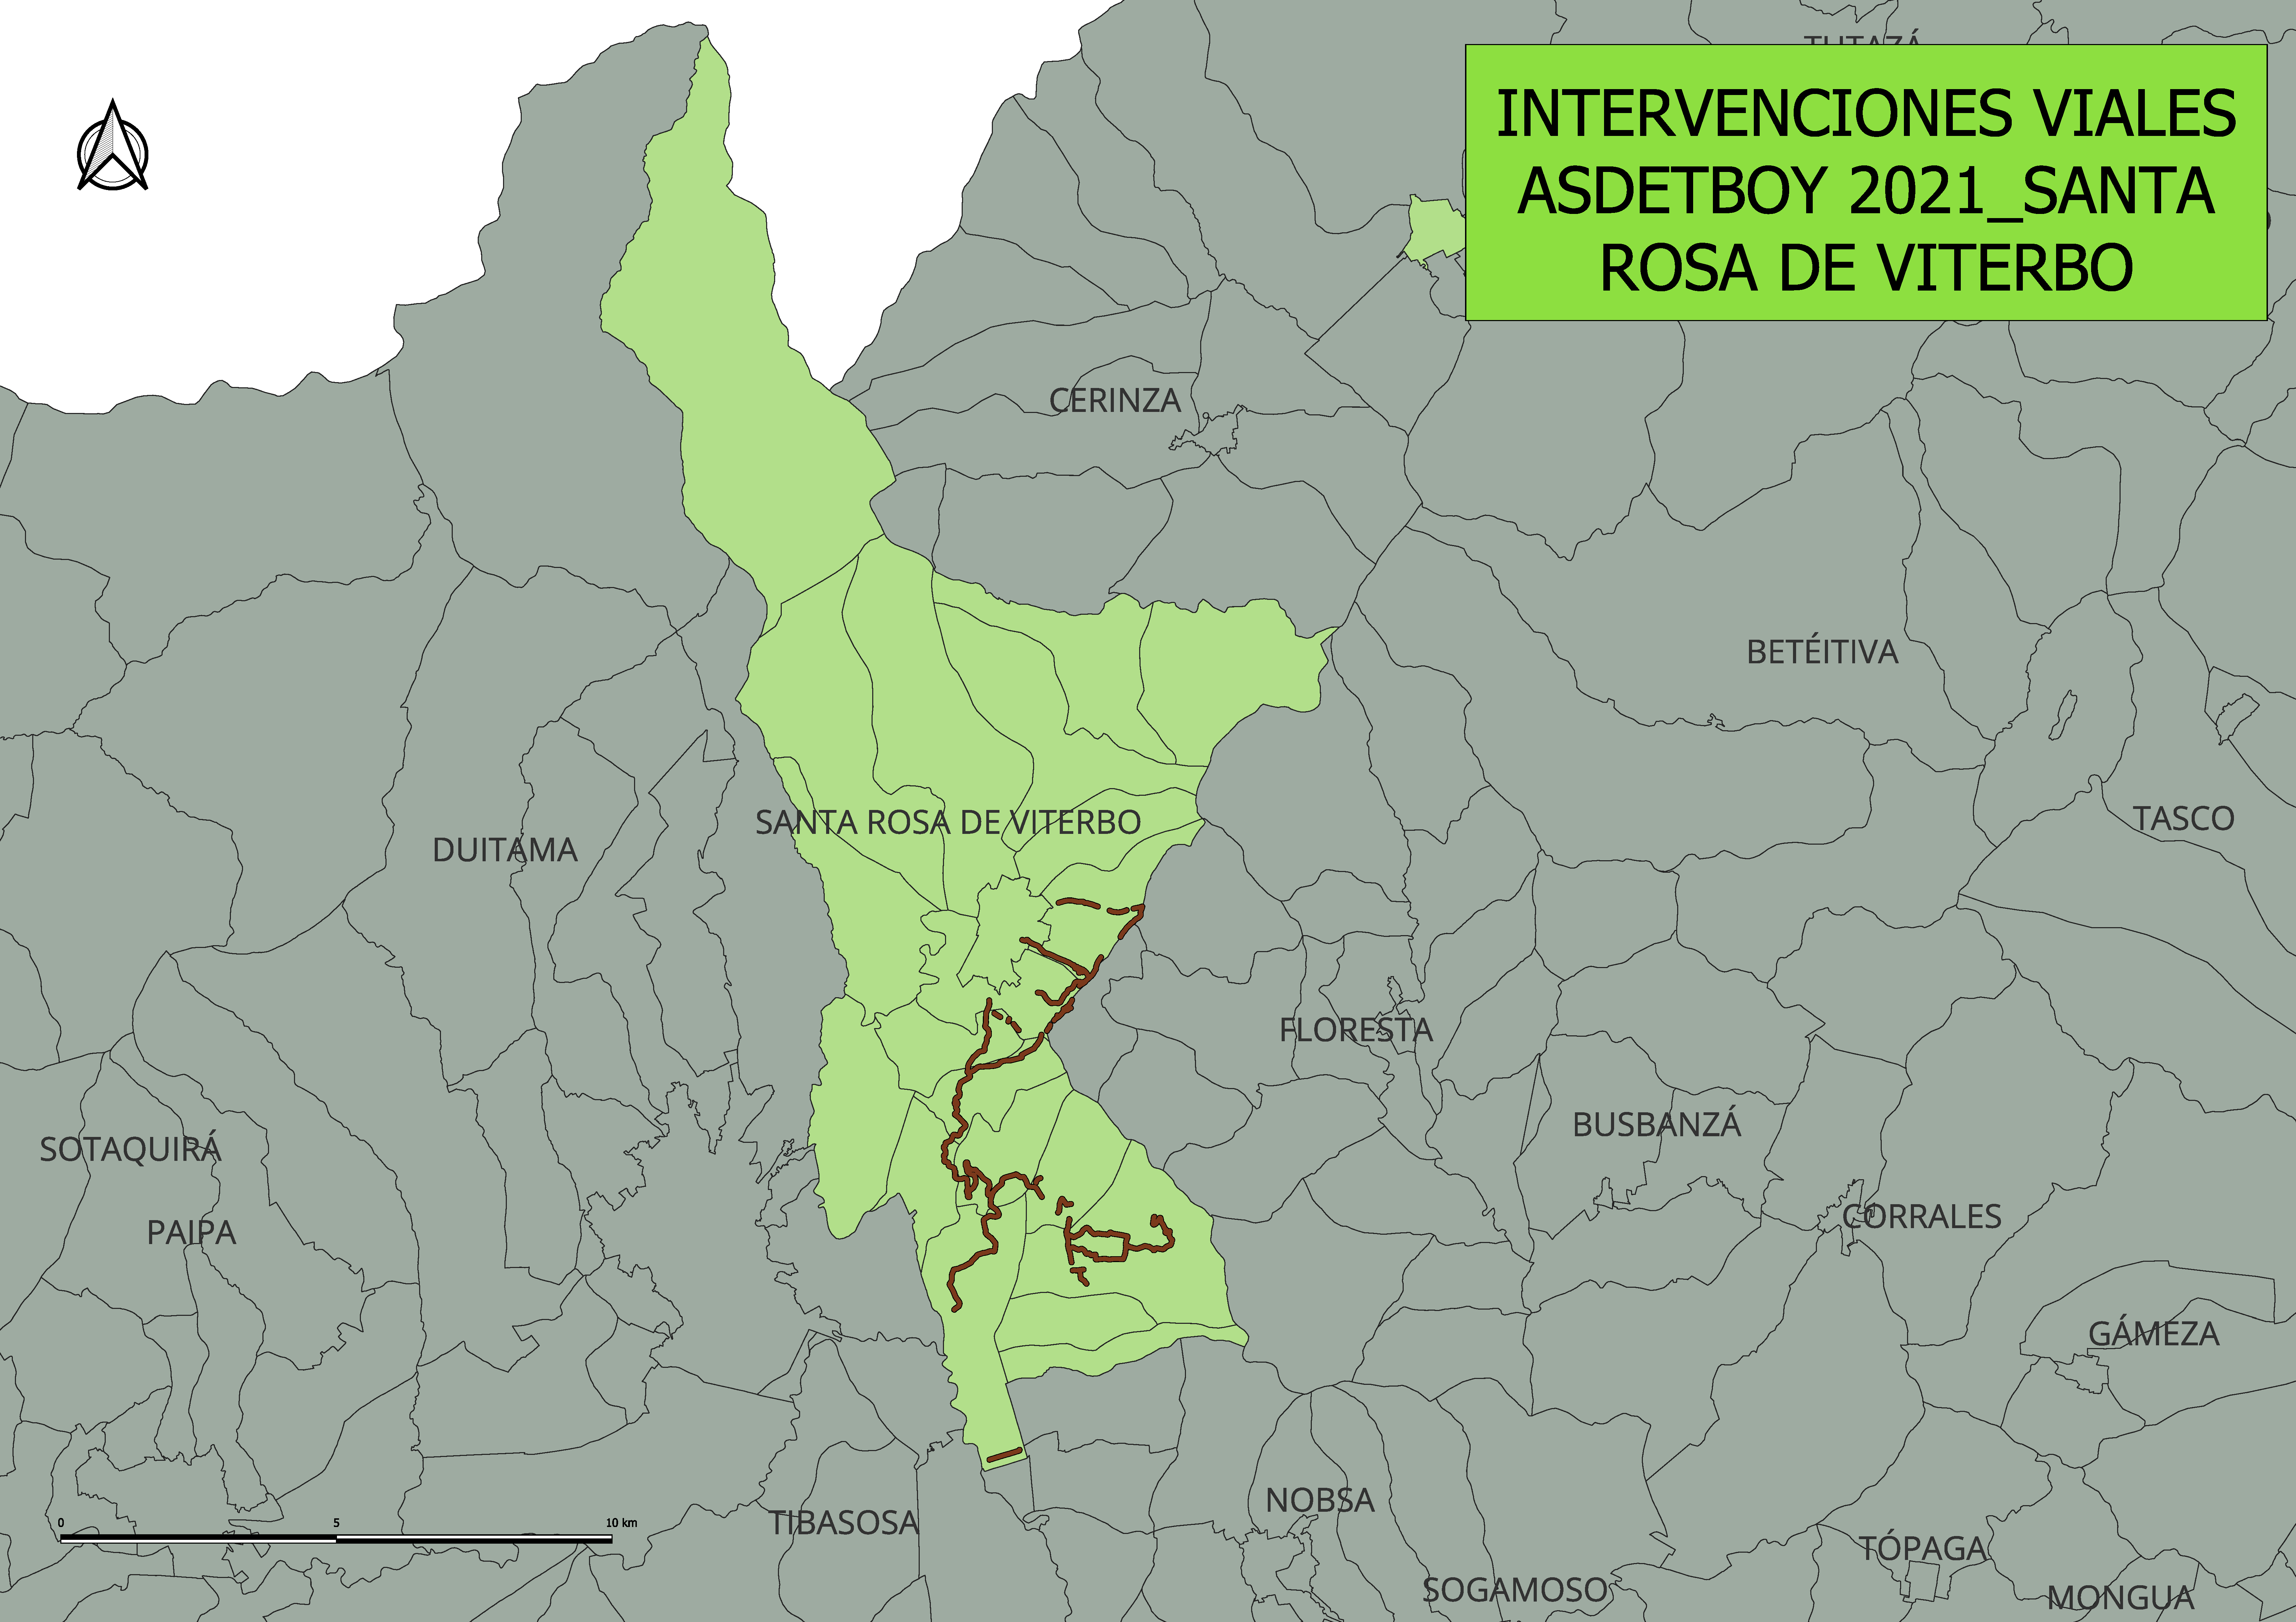 TUTAZÁ
INTERVENCIONES VIALES
ASDETBOY 2021_SANTA
ROSA DE VITERBO
CERINZA
BETÉITIVA
TASCO
SANTA ROSA DE VITERBO
DUITAMA
FLORESTA
BUSBANZÁ
SOTAQUIRÁ
CORRALES
PAIPA
GÁMEZA
NOBSA
TIBASOSA
0 5 10 km
TÓPAGA
SOGAMOSO
MONGUA